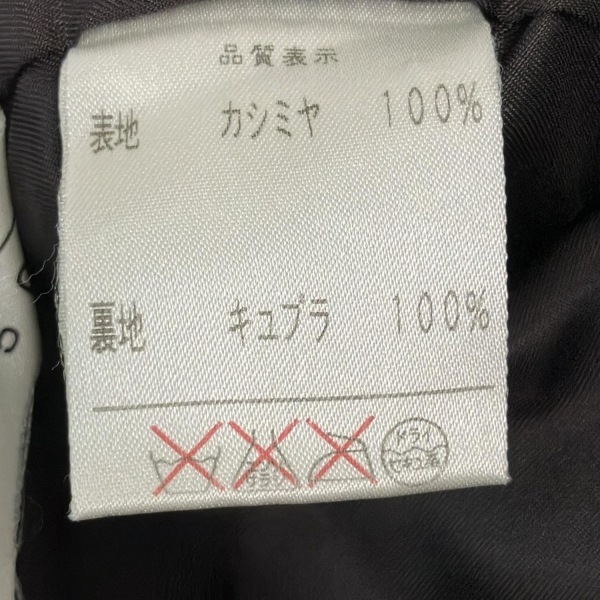 品質表示
表地 カシミヤ 100%
裏地 キュプラ 100%
ドライ
セキユ系
S